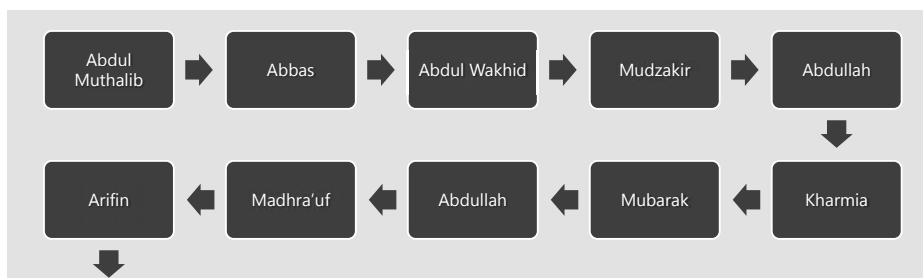 Abdul
Muthalib
Abbas
Abdul Wakhid
Mudzakir
Abdullah
Kharmia
Mubarak
Abdullah
Madhra’uf
Arifin